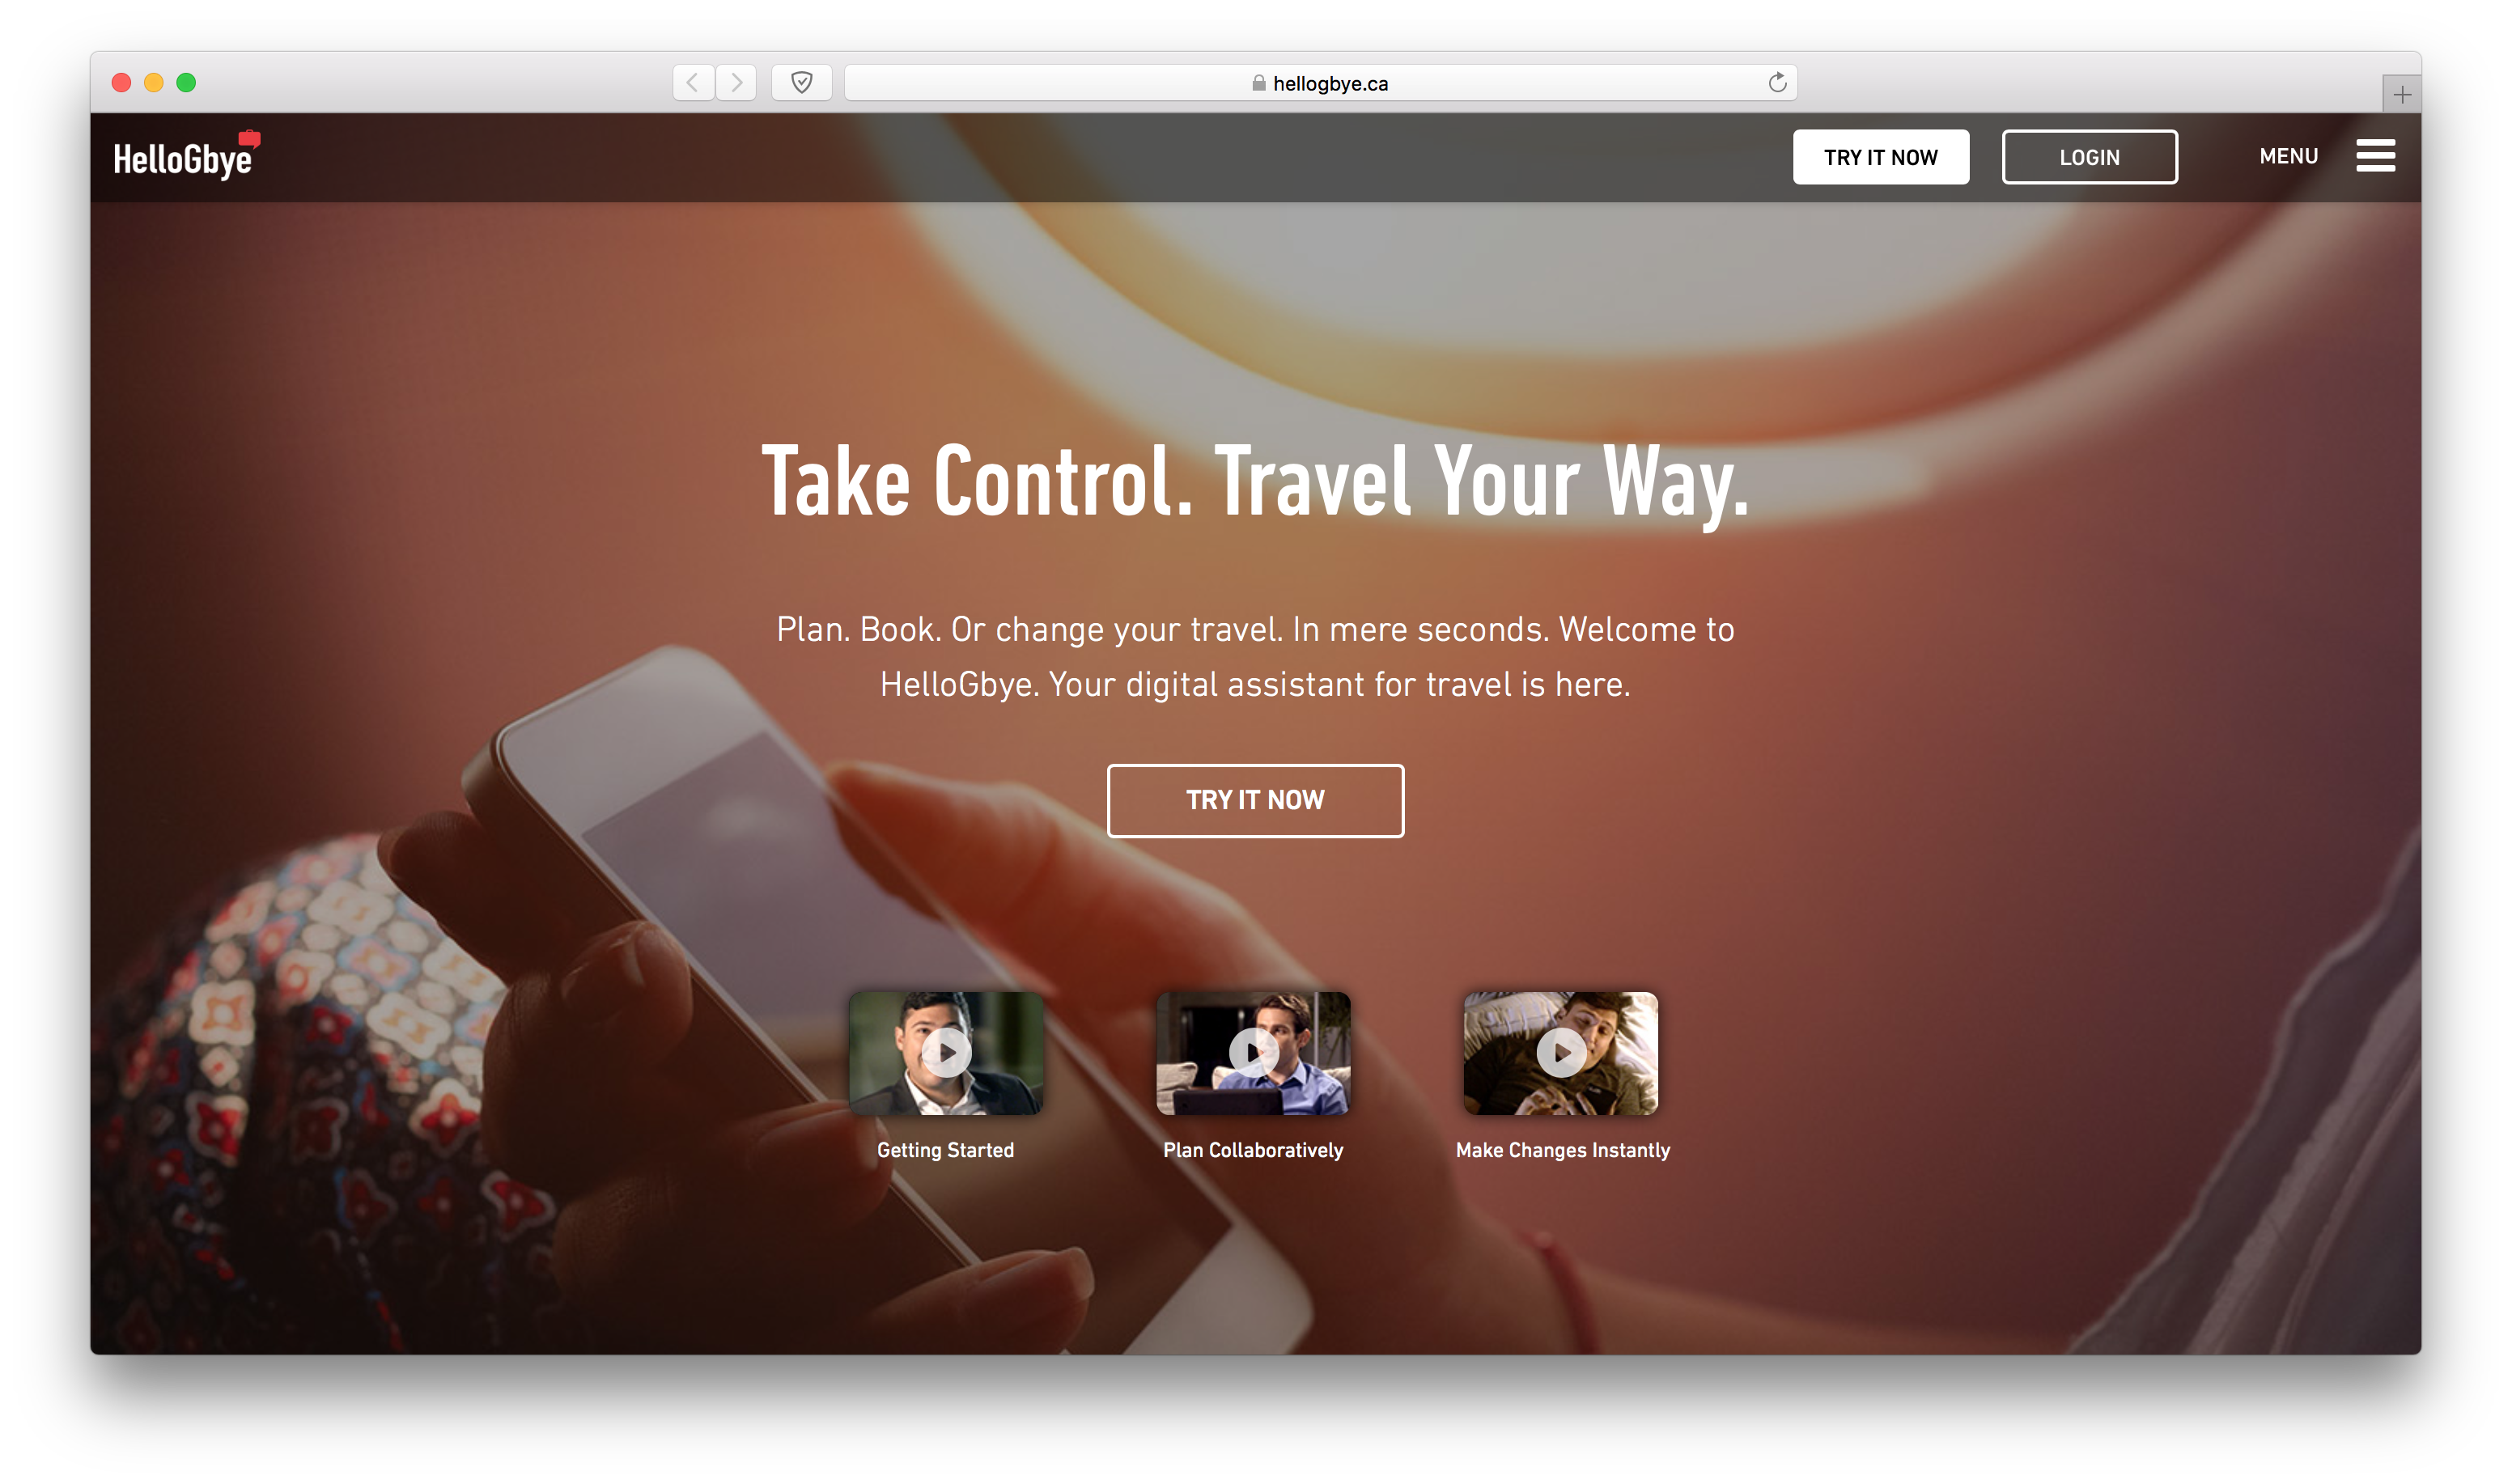 hellogbye.ca
HelloGbye
TRY IT NOW
LOGIN
MENU
Take Control. Travel Your Way.
Plan. Book. Or change your travel. In mere seconds. Welcome to
HelloGbye. Your digital assistant for travel is here.
TRY IT NOW
Getting Started
Plan Collaboratively
Make Changes Instantly